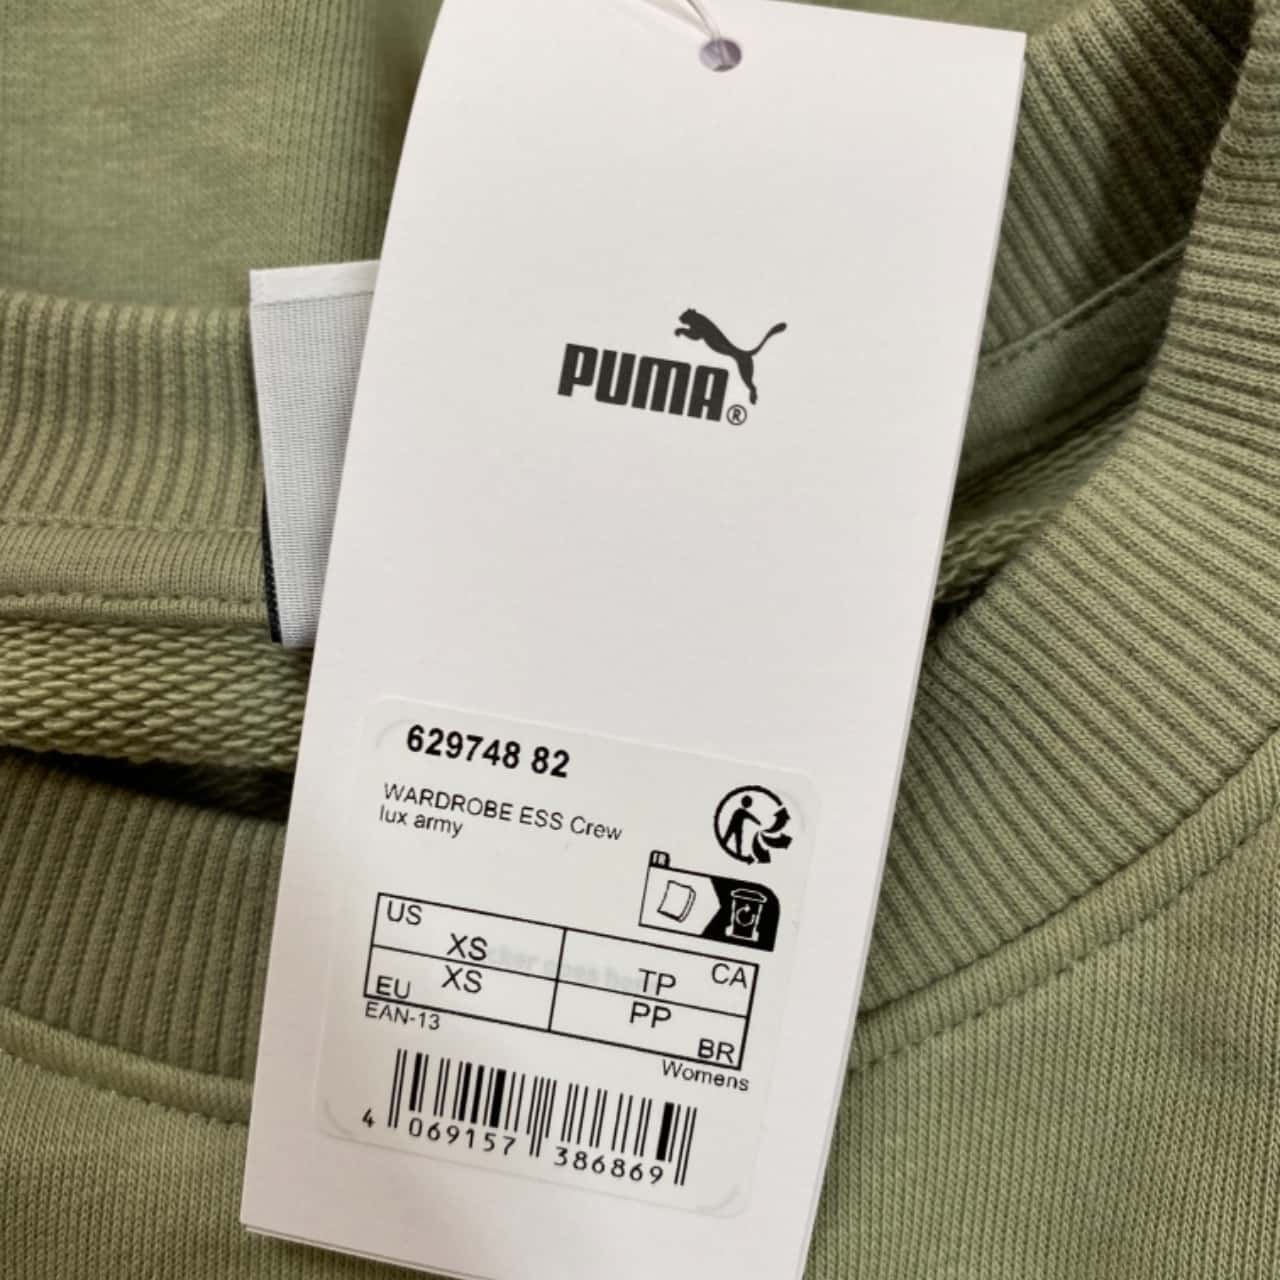 PUMA®
629748 82
WARDROBE ESS Crew
lux army
US XS TP CA
EU XS PP BR
EAN-13
Womens
4 069157 386869